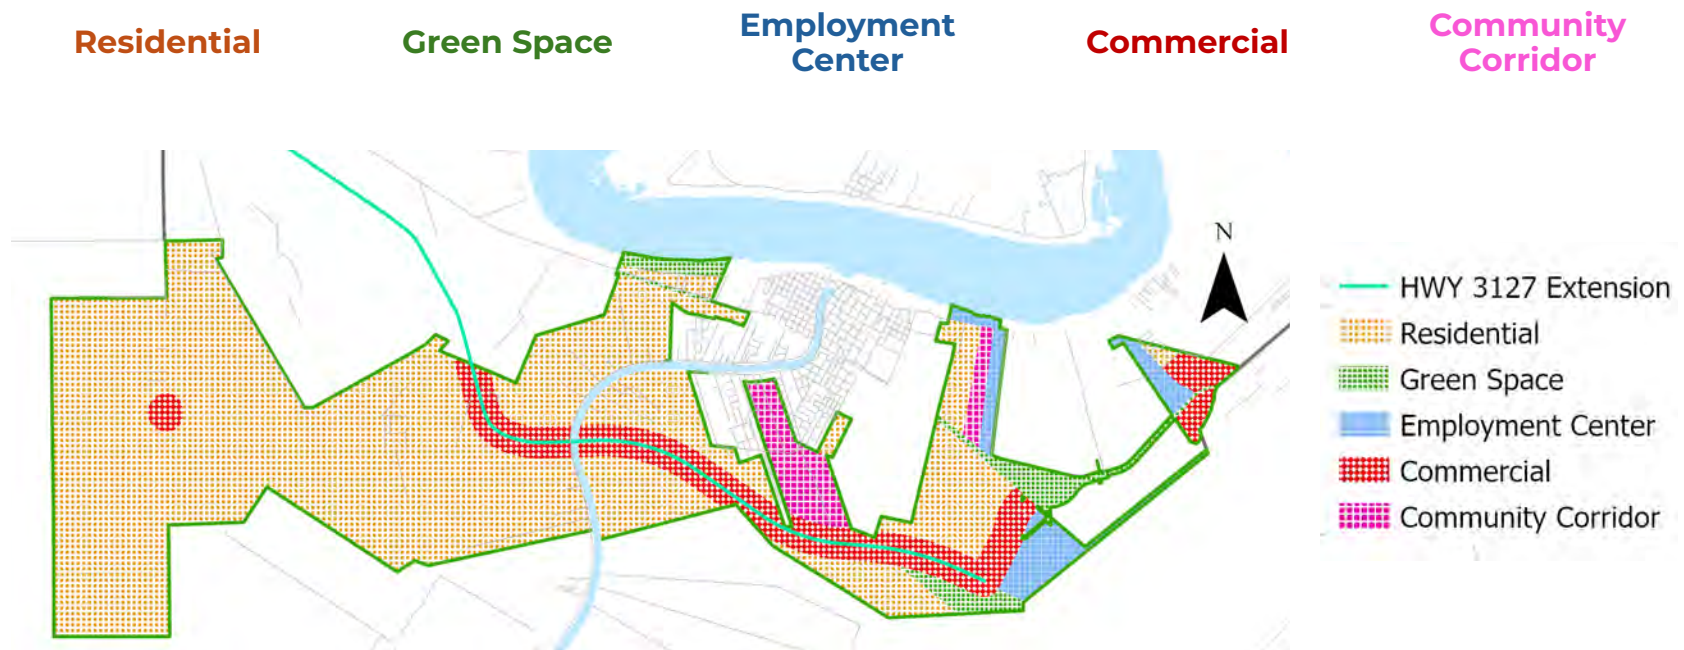 Residential
Green Space
Employment
Center
Commercial
Community
Corridor
N
HWY 3127 Extension
Residential
Green Space
Employment Center
Commercial
Community Corridor